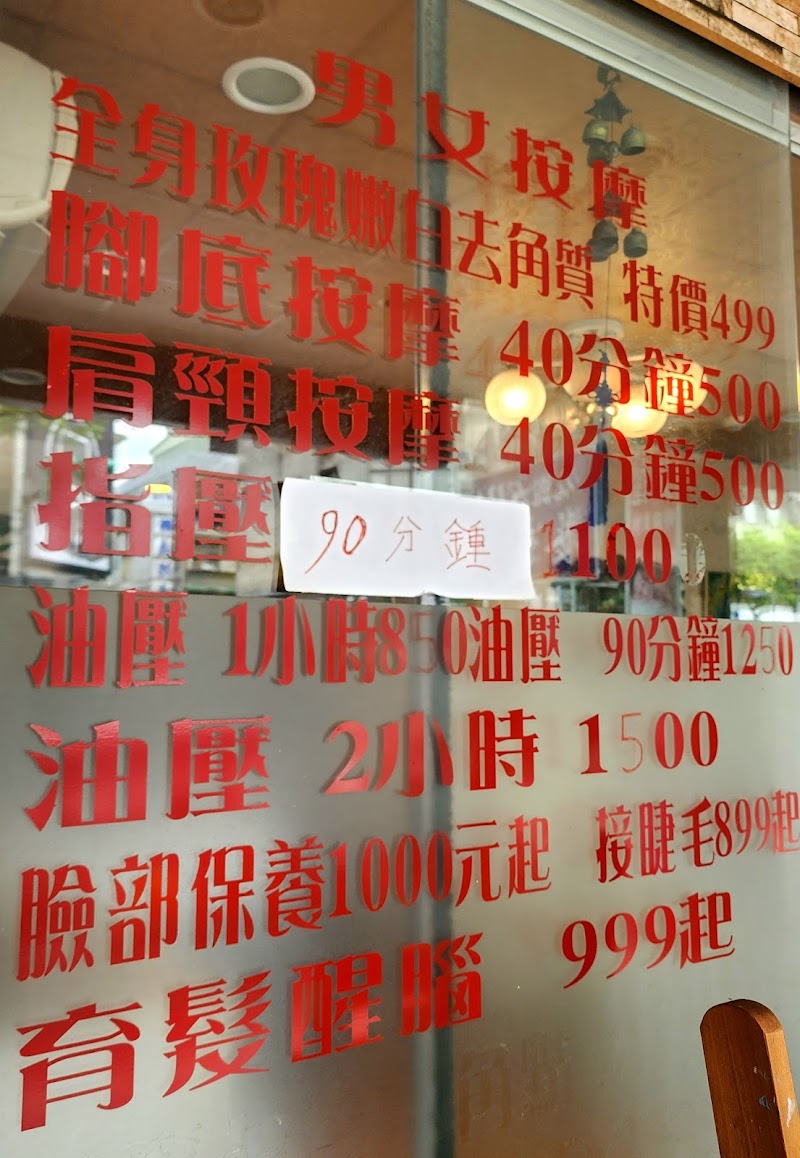 男女按摩
全身玫瑰嫩白去角質 特價499
腳底按摩 40分鐘500
肩頸按摩 40分鐘500
指壓 90分鍾 1100
油壓 1小時850油壓 90分鐘1250
油壓 2小時 1500
臉部保養1000元起 接睫毛899起
育髮醒腦 999起